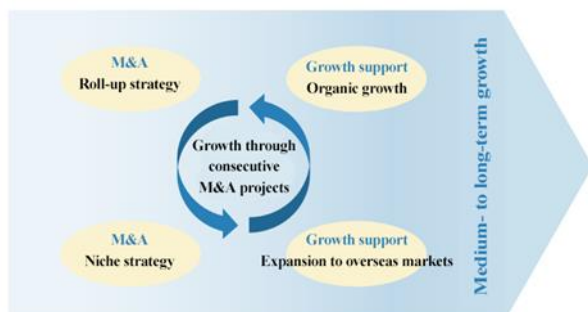 M&A
Roll-up strategy
Growth support
Organic growth
Growth through
consecutive
M&A projects
M&A
Niche strategy
Growth support
Expansion to overseas markets
Medium- to long-term growth